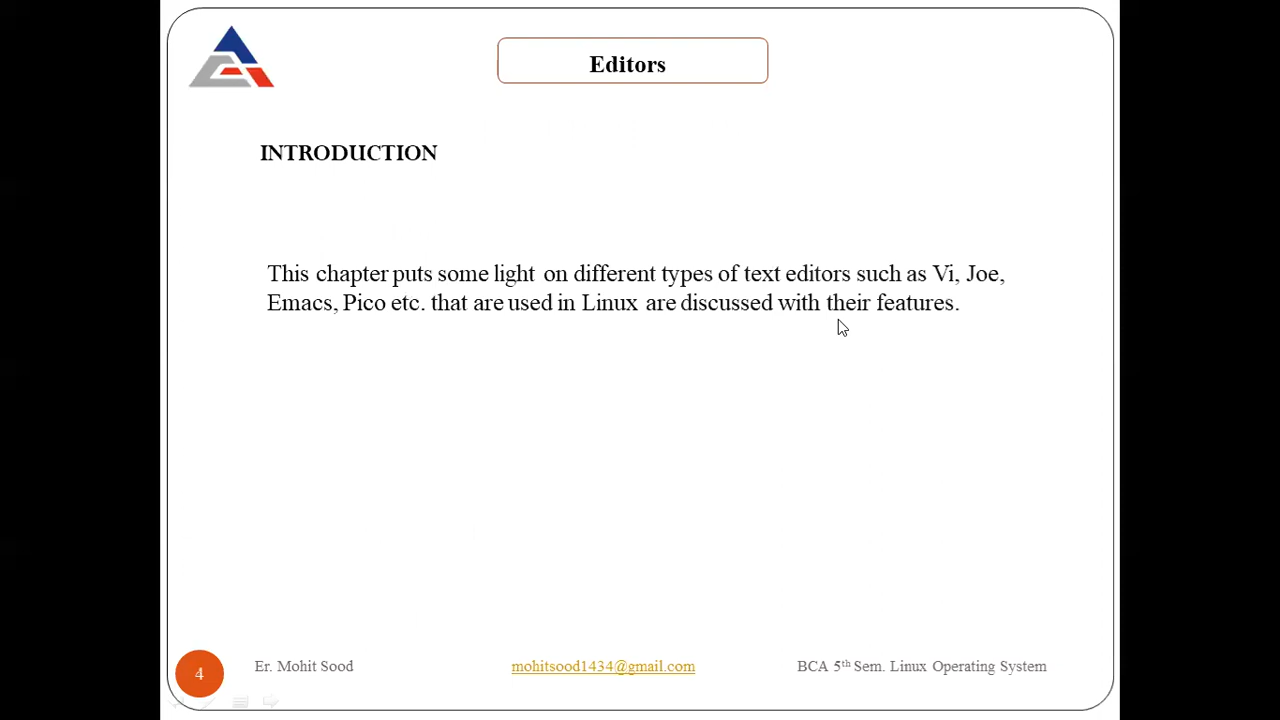 Editors
INTRODUCTION
This chapter puts some light on different types of text editors such as Vi, Joe,
Emacs, Pico etc. that are used in Linux are discussed with their features.
4
Er. Mohit Sood
mohitsood1434@gmail.com
BCA 5th Sem. Linux Operating System